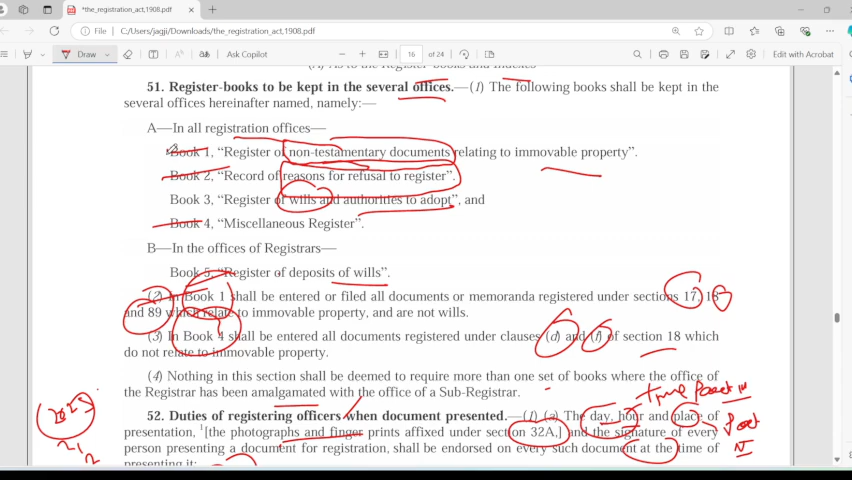 *the_registration_act,1908.pdf
File C:/Users/jagji/Downloads/the_registration_act,1908.pdf
Draw Ask Copilot 16 of 24 Edit with Acrobat
(A) As to the Register-books and Indexes
51. Register-books to be kept in the several offices.—(1) The following books shall be kept in the
several offices hereinafter named, namely:—
A—In all registration offices—
Book 1, “Register of non-testamentary documents relating to immovable property”.
Book 2, “Record of reasons for refusal to register”.
Book 3, “Register of wills and authorities to adopt”, and
Book 4, “Miscellaneous Register”.
B—In the offices of Registrars—
Book 5, “Register of deposits of wills”.
(2) In Book 1 shall be entered or filed all documents or memoranda registered under sections 17, 18
and 89 which relate to immovable property, and are not wills.
(3) In Book 4 shall be entered all documents registered under clauses (d) and (f) of section 18 which
do not relate to immovable property.
(4) Nothing in this section shall be deemed to require more than one set of books where the office of
the Registrar has been amalgamated with the office of a Sub-Registrar.
52. Duties of registering officers when document presented.—(1) (a) The day, hour and place of
presentation, 1[the photographs and finger prints affixed under section 32A,] and the signature of every
person presenting a document for registration, shall be endorsed on every such document at the time of
presenting it;